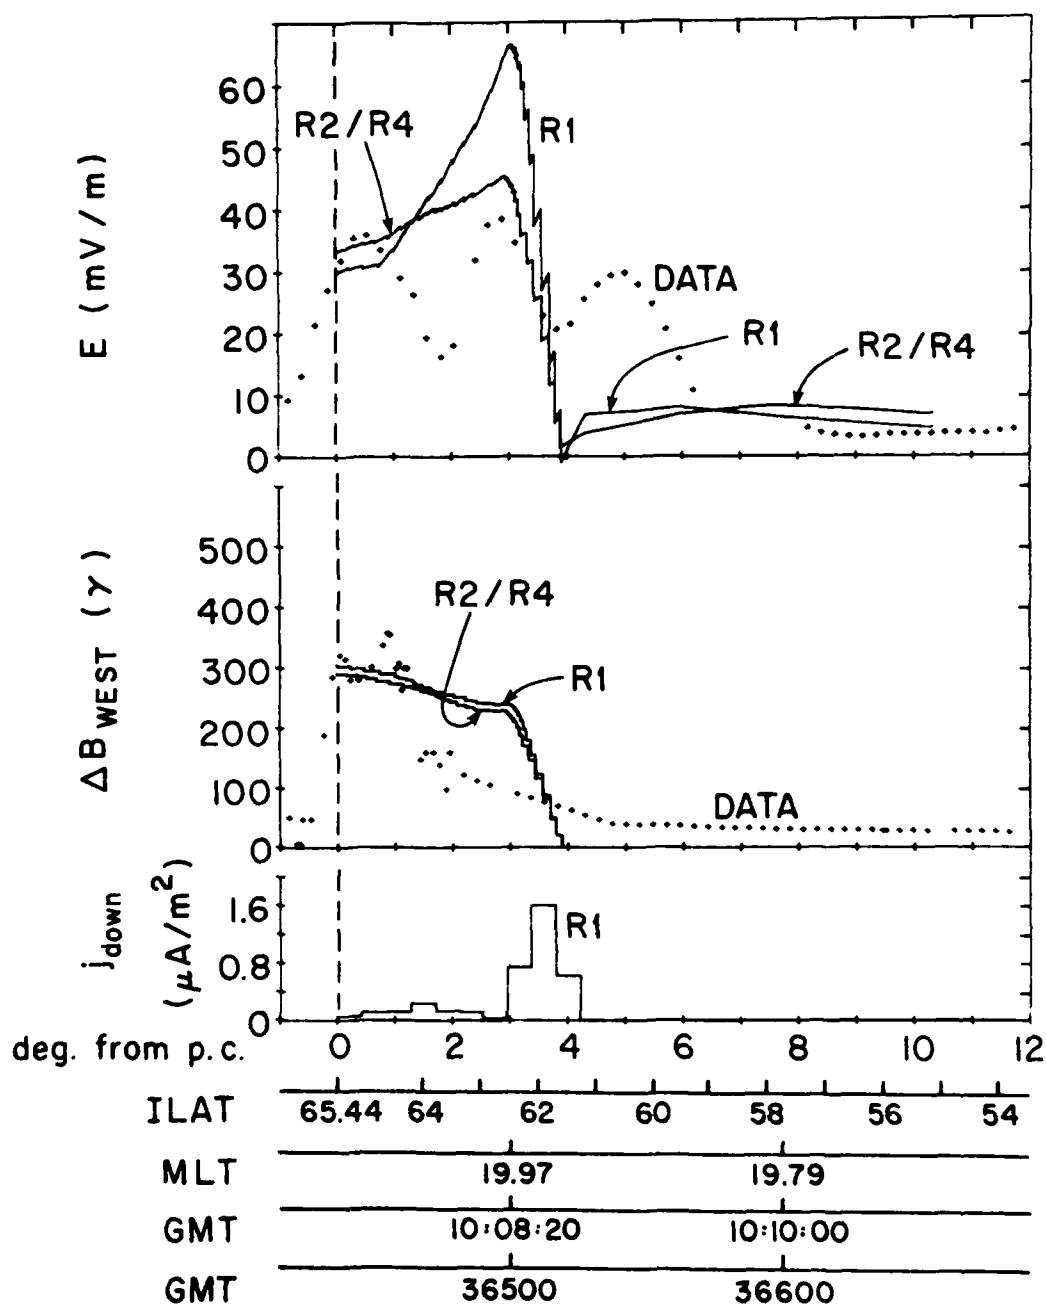 60
R2/R4
R1
50
E (mV/m)
40
30
DATA
20
R1
R2/R4
10
0
500
ΔB WEST (γ)
R2/R4
400
300
R1
200
100
DATA
0
j down (μA/m²)
1.6
R1
0.8
0
deg. from p.c. 0 2 4 6 8 10 12
ILAT 65.44 64 62 60 58 56 54
MLT 19.97 19.79
GMT 10:08:20 10:10:00
GMT 36500 36600